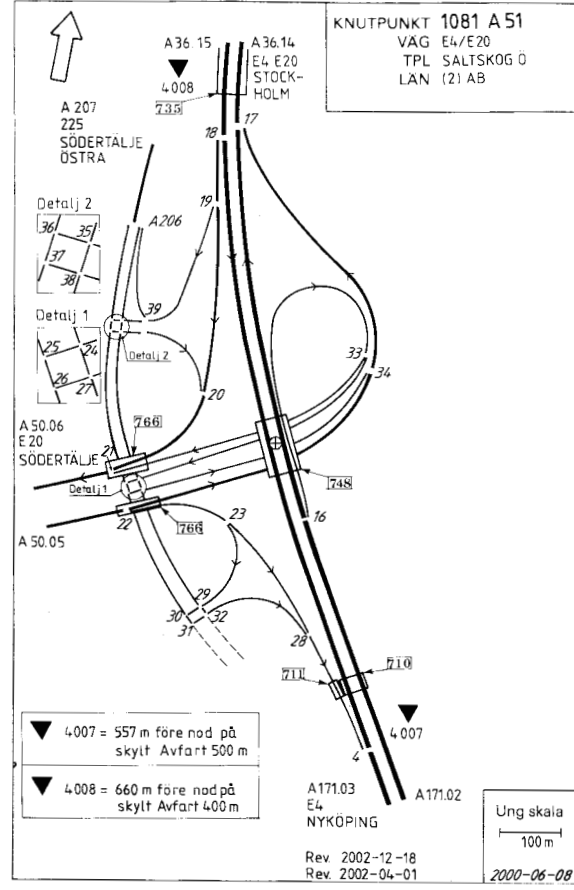 KNUTPUNKT 1081 A 51
VÄG E4/E20
TPL SALTSKOG Ö
LÄN (2) AB
A 36.15
A 36.14
E4 E20
STOCK-
HOLM
4008
735
A 207
225
SÖDERTÄLJE
ÖSTRA
18
17
Detalj 2
36
35
37
38
A206
19
39
Detalj 2
Detalj 1
25
24
26
27
33
34
20
A 50.06
E 20
SÖDERTÄLJE
21
766
Detalj 1
748
22
766
23
16
A 50.05
29
30
32
31
28
711
710
4007
4
4007 = 557 m före nod på
skylt Avfart 500 m
4008 = 660 m före nod på
skylt Avfart 400 m
A171.03
E4
NYKÖPING
A171.02
Rev. 2002-12-18
Rev. 2002-04-01
Ung skala
100 m
2000-06-08